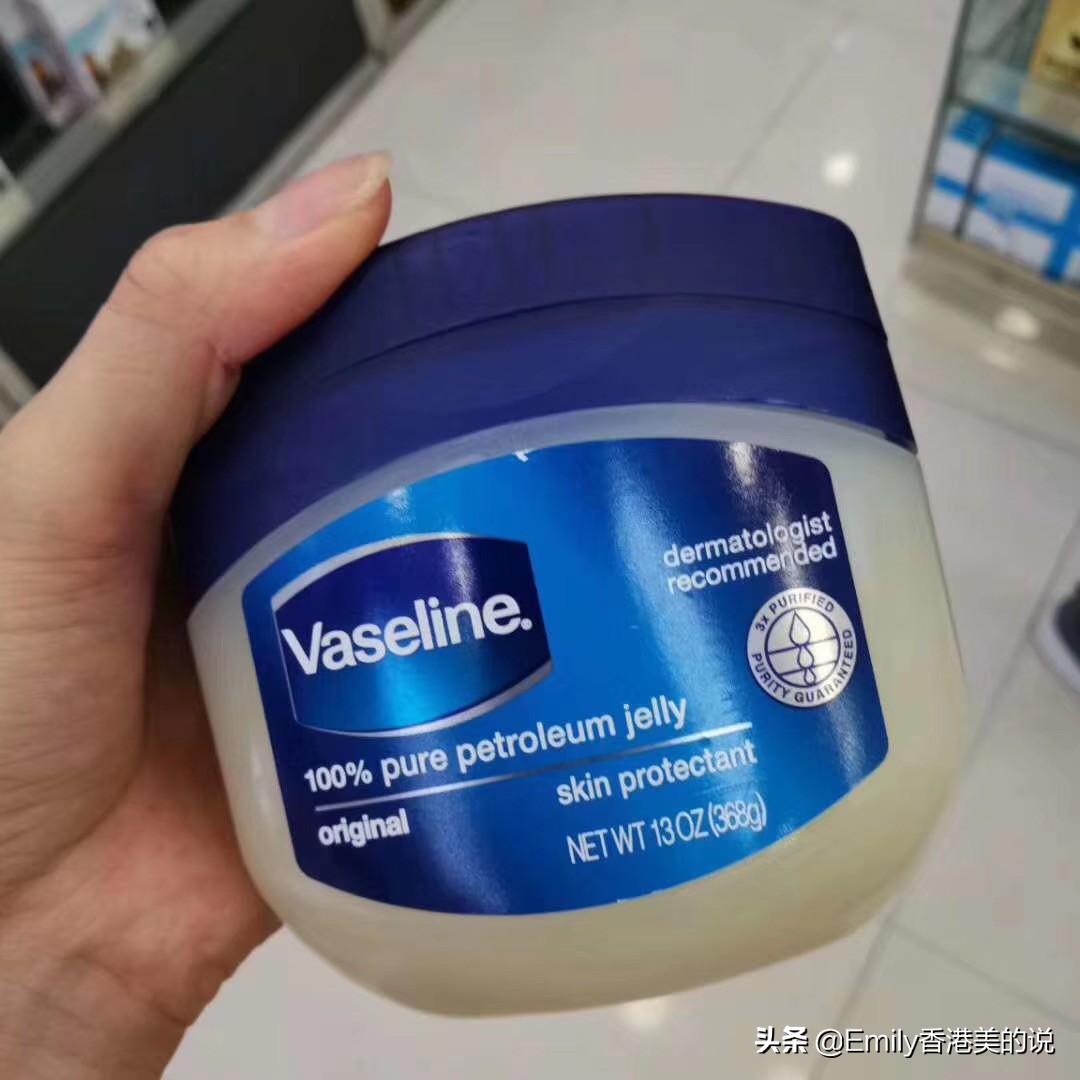 Vaseline.
dermatologist
recommended
3x PURIFIED
PURITY GUARANTEED
100% pure petroleum jelly
original
skin protectant
NET WT 13 OZ (368g)
头条 @Emily香港美的说